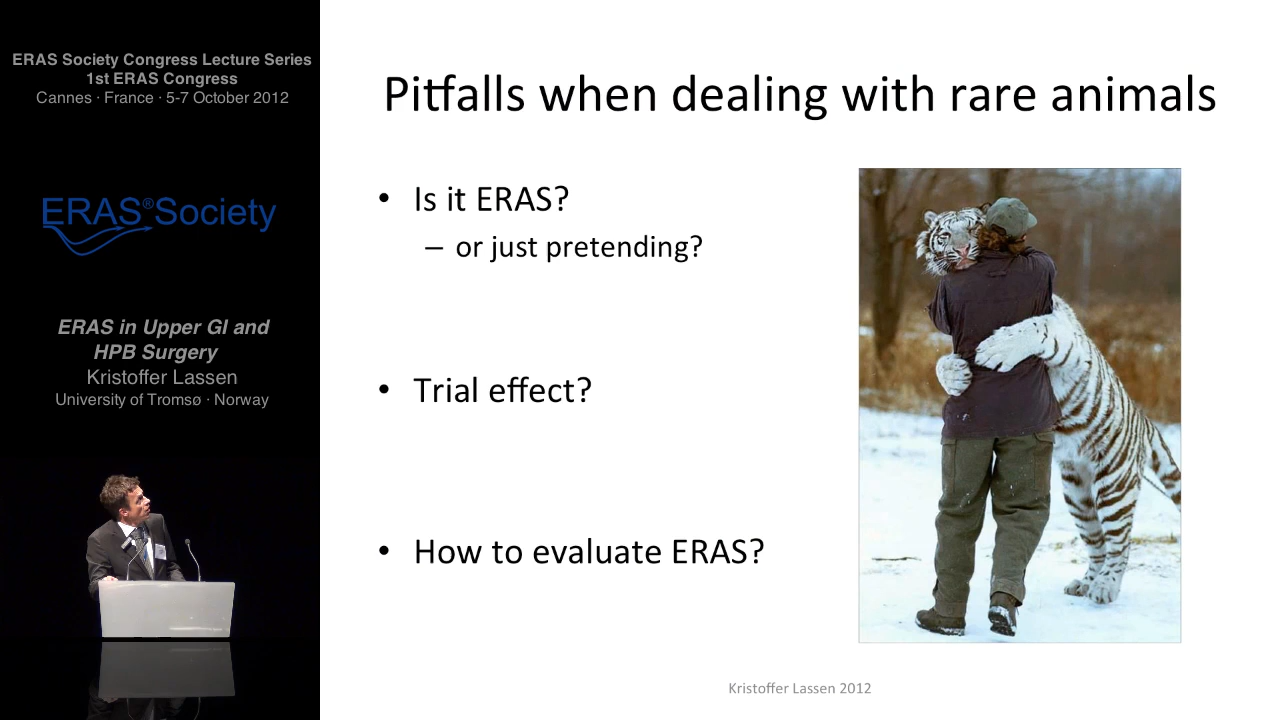 ERAS Society Congress Lecture Series
1st ERAS Congress
Cannes · France · 5-7 October 2012
ERAS®Society
ERAS in Upper GI and
HPB Surgery
Kristoffer Lassen
University of Tromsø · Norway
Pitfalls when dealing with rare animals
• Is it ERAS?
– or just pretending?
• Trial effect?
• How to evaluate ERAS?
Kristoffer Lassen 2012